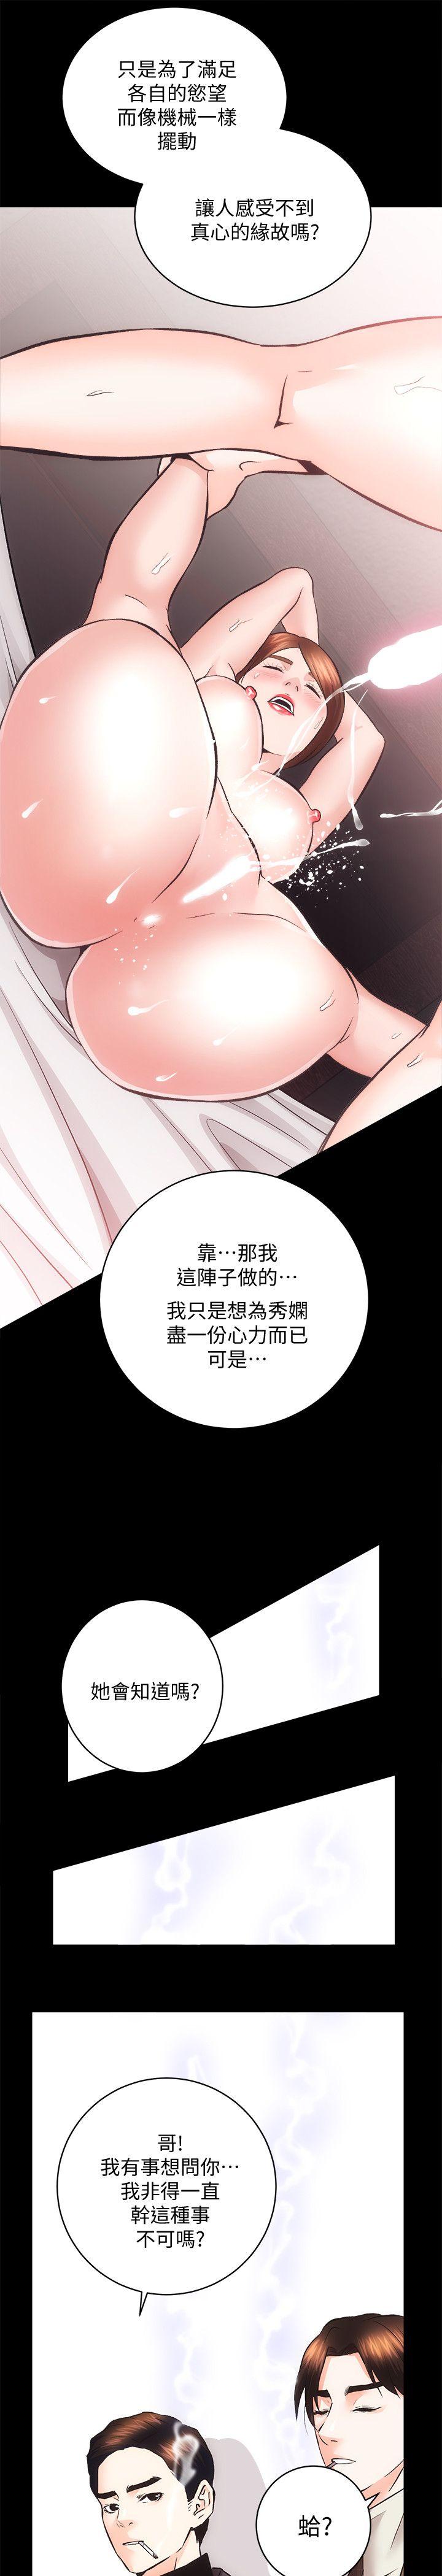 只是為了滿足
各自的慾望
而像機械一樣
擺動
讓人感受不到
真心的緣故嗎?
靠⋯那我
這陣子做的⋯
我只是想為秀嫻
盡一份心力而已
可是⋯
她會知道嗎?
哥!
我有事想問你⋯
我非得一直
幹這種事
不可嗎?
蛤?